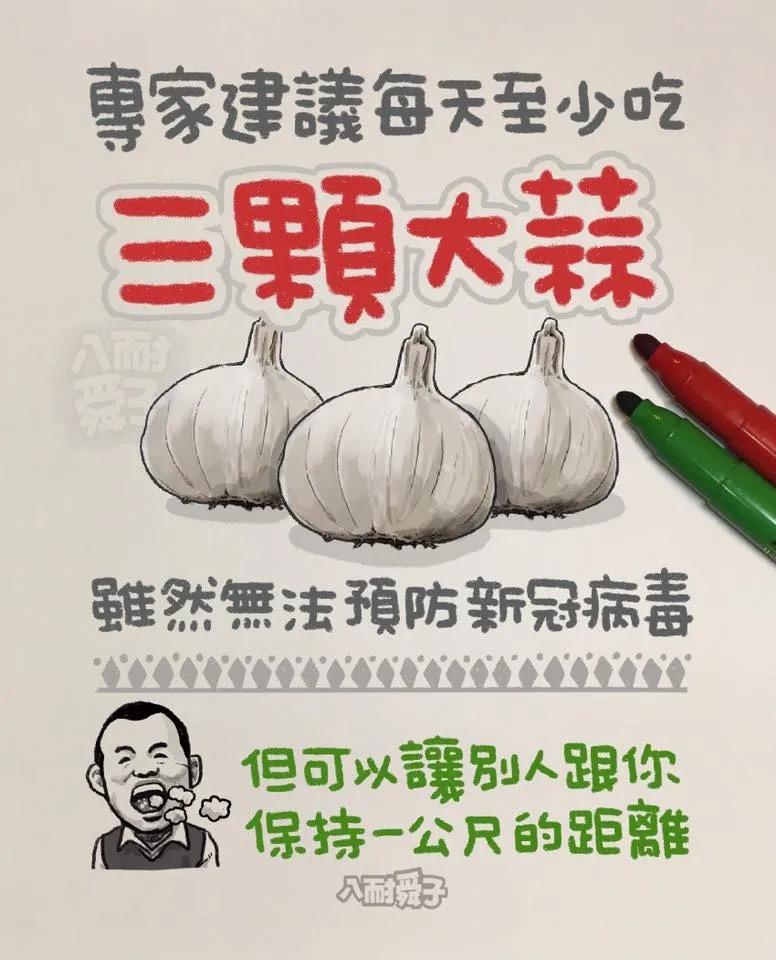 專家建議每天至少吃
三顆大蒜
八耐
舜子
雖然無法預防新冠病毒
但可以讓別人跟你
保持一公尺的距離
八耐舜子